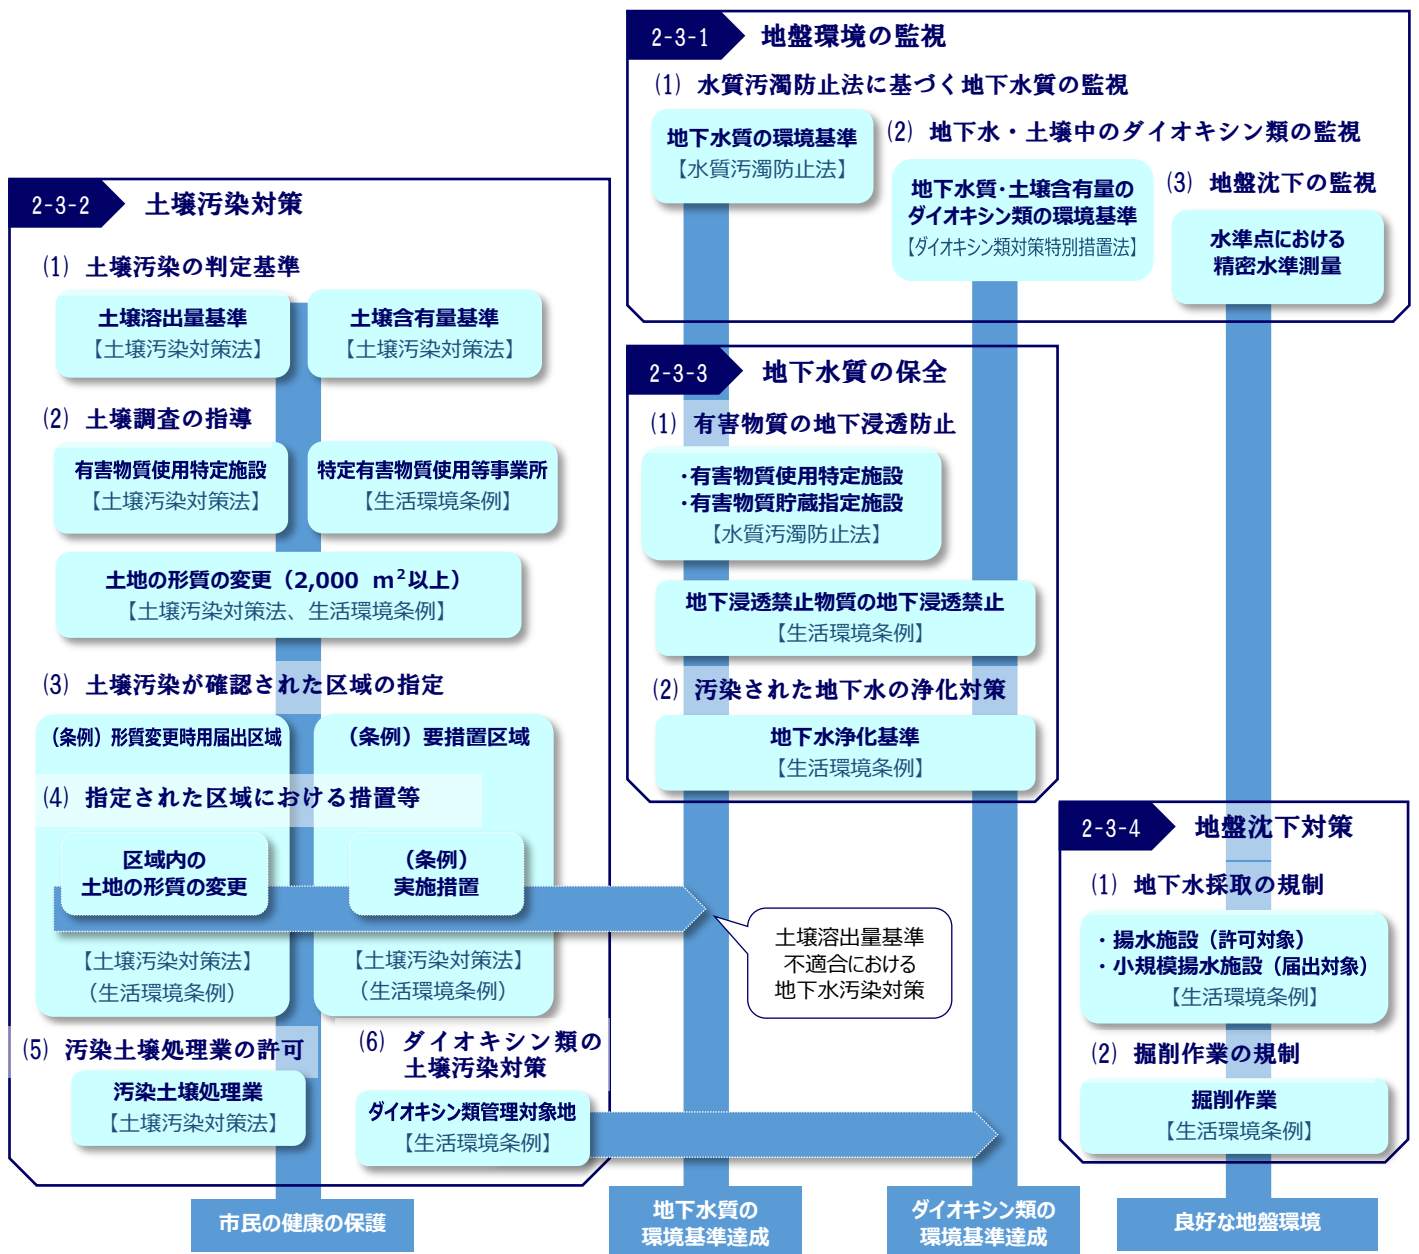 2-3-1 地盤環境の監視
(1) 水質汚濁防止法に基づく地下水質の監視
地下水質の環境基準
【水質汚濁防止法】
(2) 地下水・土壌中のダイオキシン類の監視
地下水質・土壌含有量の
ダイオキシン類の環境基準
【ダイオキシン類対策特別措置法】
(3) 地盤沈下の監視
水準点における
精密水準測量
2-3-2 土壌汚染対策
(1) 土壌汚染の判定基準
土壌溶出量基準
【土壌汚染対策法】
土壌含有量基準
【土壌汚染対策法】
(2) 土壌調査の指導
有害物質使用特定施設
【土壌汚染対策法】
特定有害物質使用等事業所
【生活環境条例】
土地の形質の変更（2,000 m²以上）
【土壌汚染対策法、生活環境条例】
(3) 土壌汚染が確認された区域の指定
（条例）形質変更時用届出区域
（条例）要措置区域
(4) 指定された区域における措置等
区域内の
土地の形質の変更
（条例）
実施措置
【土壌汚染対策法】
（生活環境条例）
【土壌汚染対策法】
（生活環境条例）
(5) 汚染土壌処理業の許可
汚染土壌処理業
【土壌汚染対策法】
(6) ダイオキシン類の
土壌汚染対策
ダイオキシン類管理対象地
【生活環境条例】
2-3-3 地下水質の保全
(1) 有害物質の地下浸透防止
・有害物質使用特定施設
・有害物質貯蔵指定施設
【水質汚濁防止法】
地下浸透禁止物質の地下浸透禁止
【生活環境条例】
(2) 汚染された地下水の浄化対策
地下水浄化基準
【生活環境条例】
土壌溶出量基準
不適合における
地下水汚染対策
2-3-4 地盤沈下対策
(1) 地下水採取の規制
・揚水施設（許可対象）
・小規模揚水施設（届出対象）
【生活環境条例】
(2) 掘削作業の規制
掘削作業
【生活環境条例】
市民の健康の保護
地下水質の
環境基準達成
ダイオキシン類の
環境基準達成
良好な地盤環境